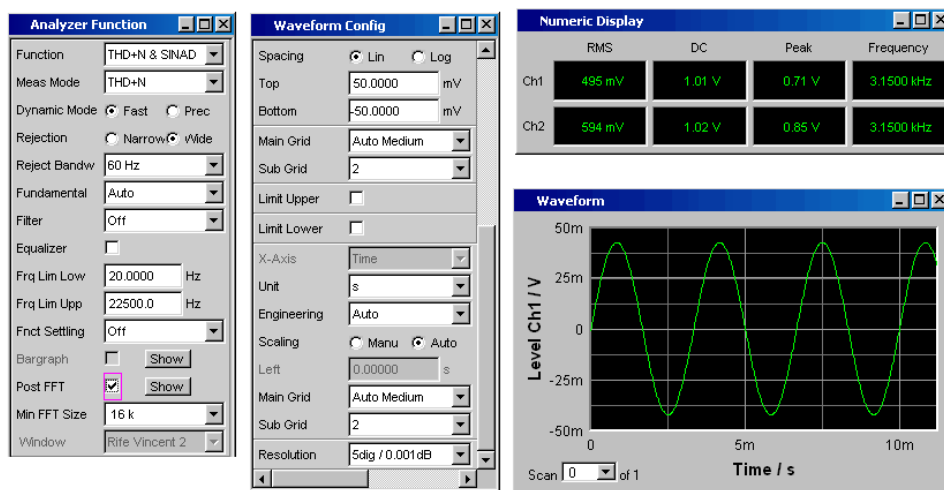 Analyzer Function
Function THD+N & SINAD
Meas Mode THD+N
Dynamic Mode Fast Prec
Rejection Narrow Wide
Reject Bandw 60 Hz
Fundamental Auto
Filter Off
Equalizer
Frq Lim Low 20.0000 Hz
Frq Lim Upp 22500.0 Hz
Fnct Settling Off
Bargraph Show
Post FFT Show
Min FFT Size 16 k
Window Rife Vincent 2
Waveform Config
Spacing Lin Log
Top 50.0000 mV
Bottom -50.0000 mV
Main Grid Auto Medium
Sub Grid 2
Limit Upper
Limit Lower
X-Axis Time
Unit s
Engineering Auto
Scaling Manu Auto
Left 0.00000 s
Main Grid Auto Medium
Sub Grid 2
Resolution 5dig / 0.001dB
Numeric Display
RMS DC Peak Frequency
Ch1 495 mV 1.01 V 0.71 V 3.1500 kHz
Ch2 594 mV 1.02 V 0.85 V 3.1500 kHz
Waveform
Level Ch1 / V
50m
25m
0
-25m
-50m
0 5m 10m
Time / s
Scan 0 of 1